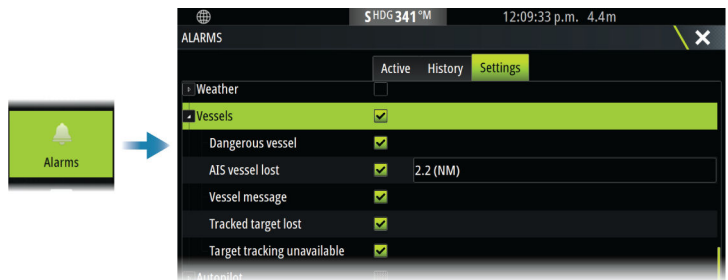 S HDG 341 °M 12:09:33 p.m. 4.4m
ALARMS
Active History Settings
Weather
Vessels
Dangerous vessel
AIS vessel lost 2.2 (NM)
Vessel message
Tracked target lost
Target tracking unavailable
Autopilot
Alarms